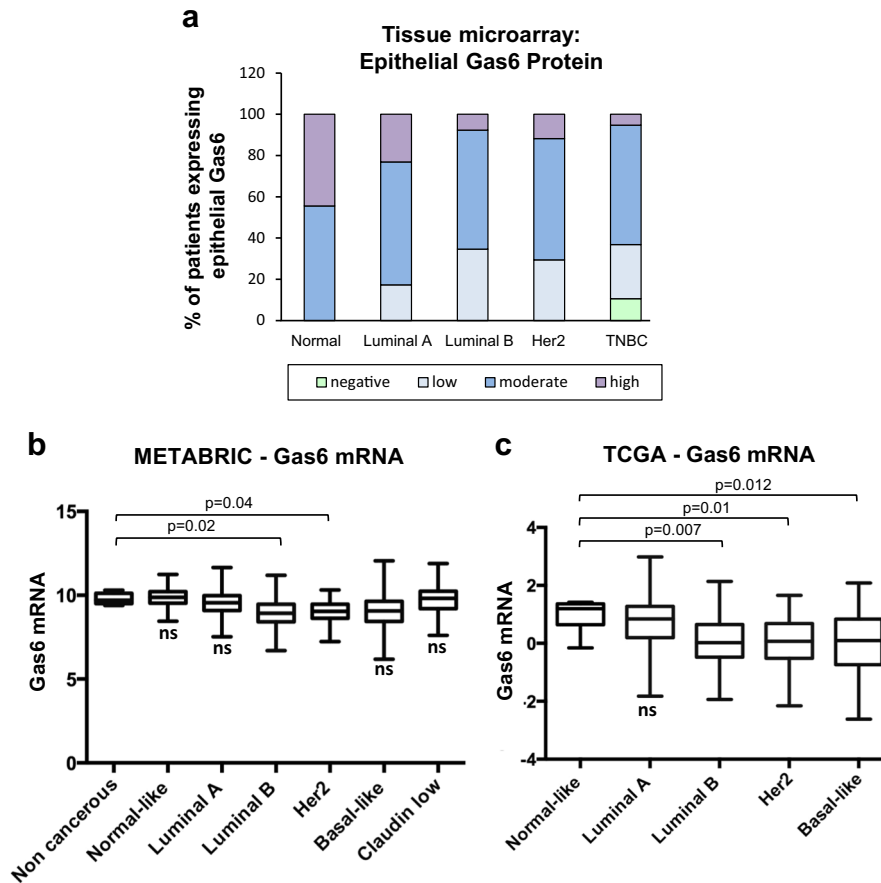 a
Tissue microarray:
Epithelial Gas6 Protein
% of patients expressing
epithelial Gas6
120
100
80
60
40
20
0
Normal Luminal A Luminal B Her2 TNBC
negative low moderate high
b
METABRIC - Gas6 mRNA
p=0.04
p=0.02
Gas6 mRNA
15
10
5
0
ns ns ns ns
Non cancerous Normal-like Luminal A Luminal B Her2 Basal-like Claudin low
c
TCGA - Gas6 mRNA
p=0.012
p=0.01
p=0.007
Gas6 mRNA
4
2
0
-2
-4
ns
Normal-like Luminal A Luminal B Her2 Basal-like